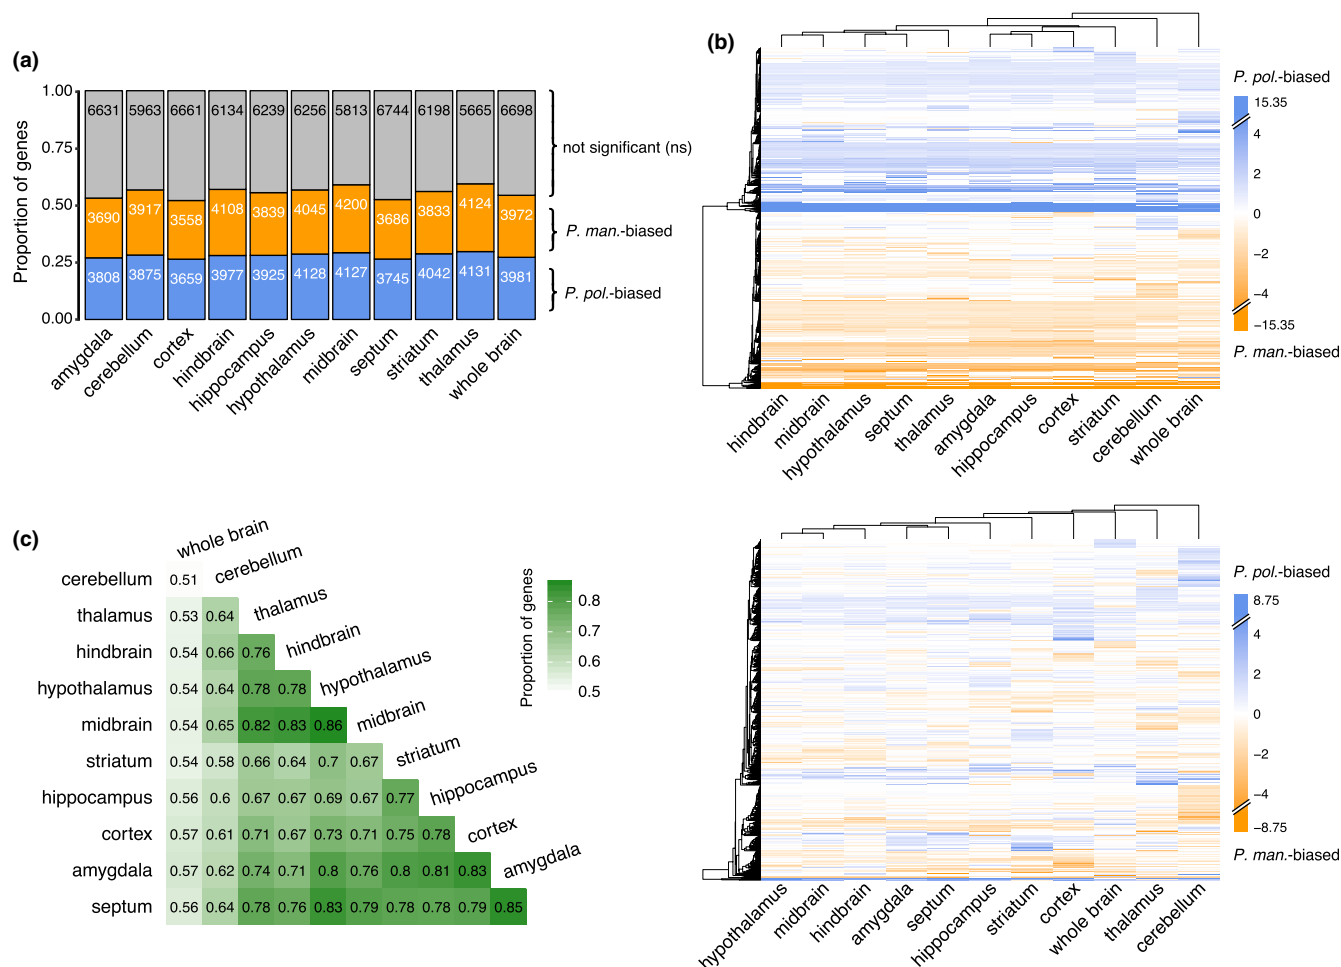 (a)
Proportion of genes
1.00
0.75
0.50
0.25
0.00
6631 5963 6661 6134 6239 6256 5813 6744 6198 5665 6698
3690 3917 3558 4108 3839 4045 4200 3686 3833 4124 3972
3808 3875 3659 3977 3925 4128 4127 3745 4042 4131 3981
not significant (ns)
P. man.-biased
P. pol.-biased
amygdala
cerebellum
cortex
hindbrain
hippocampus
hypothalamus
midbrain
septum
striatum
thalamus
whole brain
(b)
P. pol.-biased
15.35
4
2
0
−2
−4
−15.35
P. man.-biased
hindbrain
midbrain
hypothalamus
septum
thalamus
amygdala
hippocampus
cortex
striatum
cerebellum
whole brain
(c)
whole brain
cerebellum 0.51 cerebellum
thalamus 0.53 0.64 thalamus
hindbrain 0.54 0.66 0.76 hindbrain
hypothalamus 0.54 0.64 0.78 0.78 hypothalamus
midbrain 0.54 0.65 0.82 0.83 0.86 midbrain
striatum 0.54 0.58 0.66 0.64 0.7 0.67 striatum
hippocampus 0.56 0.6 0.67 0.67 0.69 0.67 0.77 hippocampus
cortex 0.57 0.61 0.71 0.67 0.73 0.71 0.75 0.78 cortex
amygdala 0.57 0.62 0.74 0.71 0.8 0.76 0.8 0.81 0.83 amygdala
septum 0.56 0.64 0.78 0.76 0.83 0.79 0.78 0.78 0.79 0.85
Proportion of genes
0.8
0.7
0.6
0.5
P. pol.-biased
8.75
4
2
0
−2
−4
−8.75
P. man.-biased
hypothalamus
midbrain
hindbrain
amygdala
septum
hippocampus
striatum
cortex
whole brain
thalamus
cerebellum